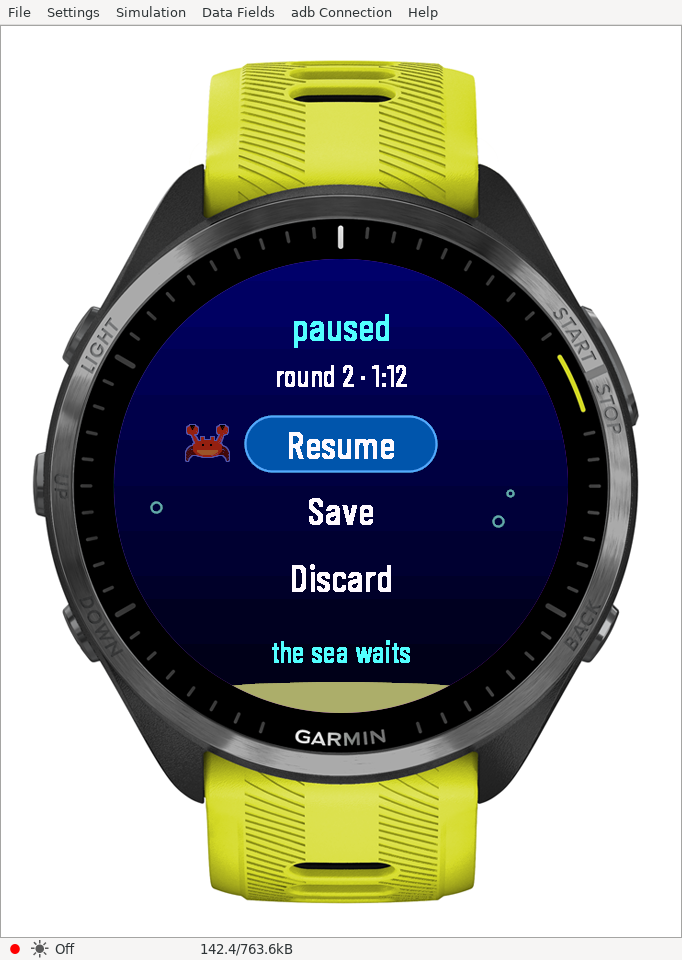 File Settings Simulation Data Fields adb Connection Help
LIGHT
START
STOP
UP
DOWN
BACK
paused
round 2 · 1:12
Resume
Save
Discard
the sea waits
GARMIN
Off 142.4/763.6kB